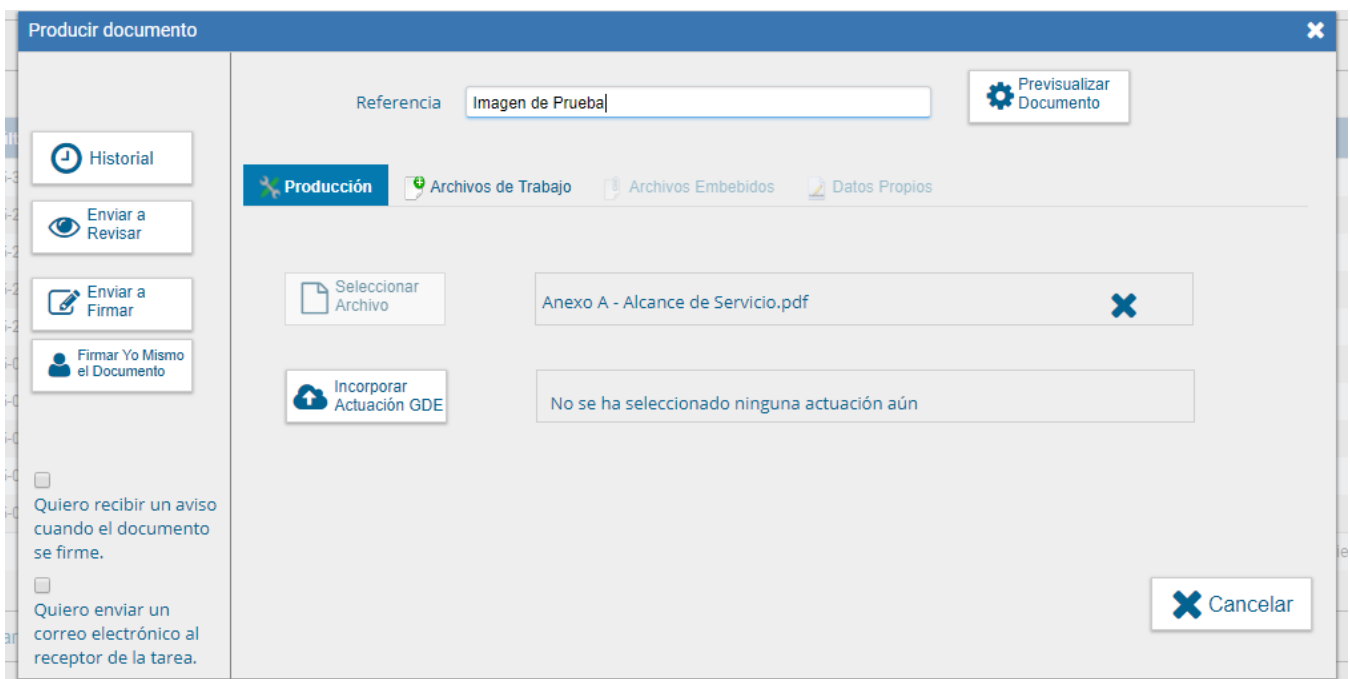 Producir documento
Referencia
Imagen de Prueba
Previsualizar
Documento
Historial
Enviar a
Revisar
Enviar a
Firmar
Firmar Yo Mismo
el Documento
Quiero recibir un aviso
cuando el documento
se firme.
Quiero enviar un
correo electrónico al
receptor de la tarea.
Producción
Archivos de Trabajo
Archivos Embebidos
Datos Propios
Seleccionar
Archivo
Anexo A - Alcance de Servicio.pdf
Incorporar
Actuación GDE
No se ha seleccionado ninguna actuación aún
Cancelar